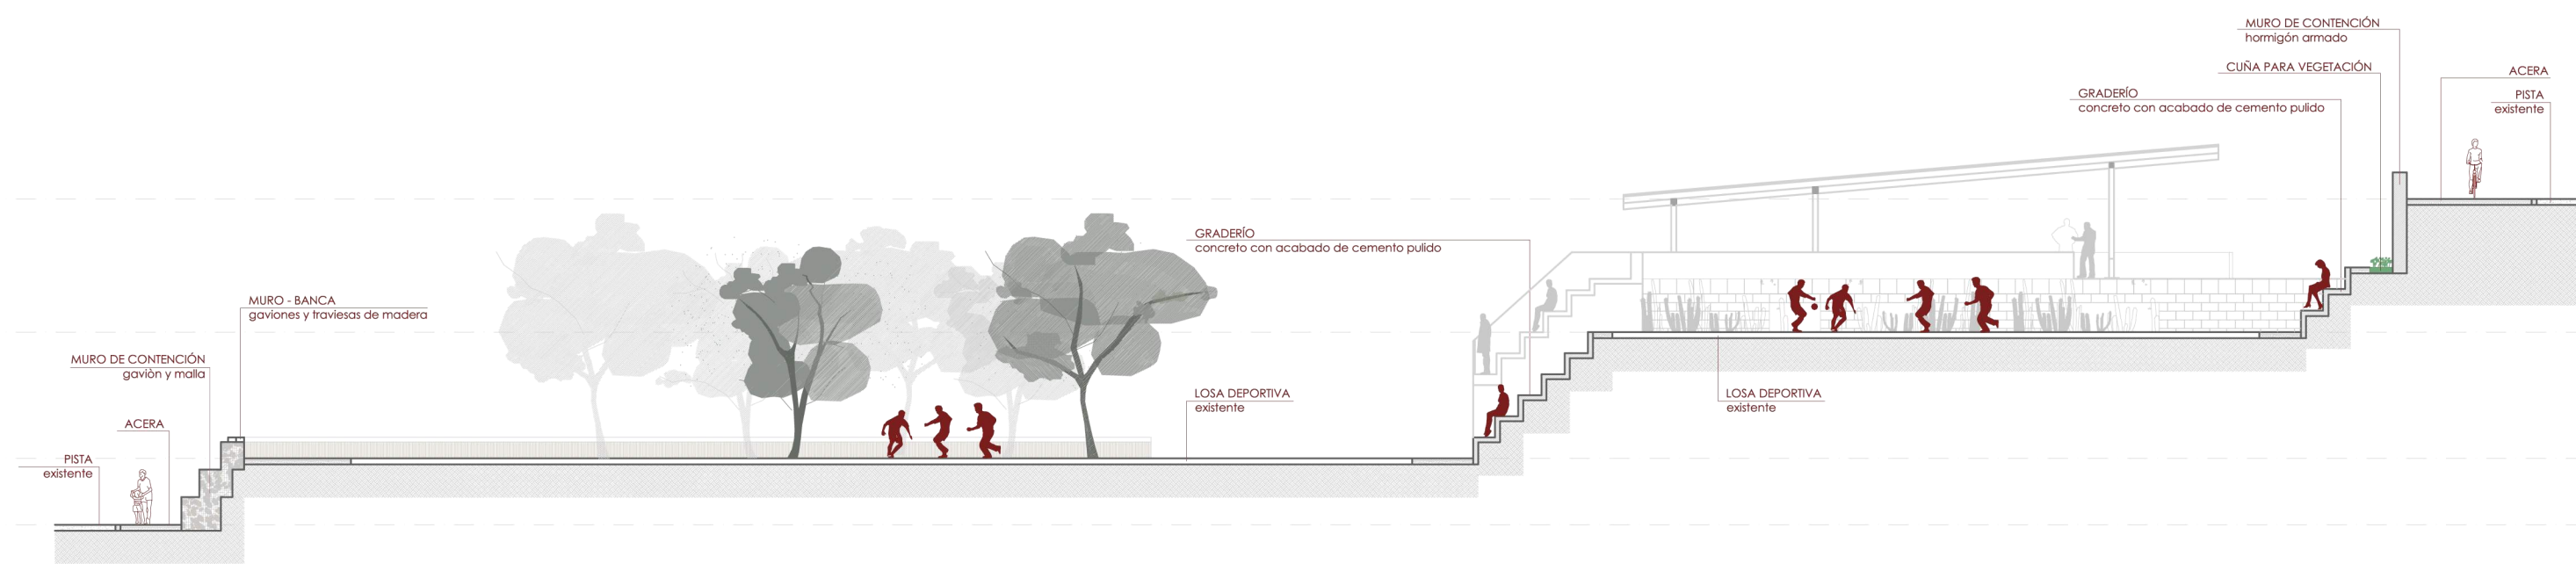 MURO DE CONTENCIÓN
hormigón armado
CUÑA PARA VEGETACIÓN
GRADERÍO
concreto con acabado de cemento pulido
ACERA
PISTA
existente
GRADERÍO
concreto con acabado de cemento pulido
MURO - BANCA
gaviones y traviesas de madera
MURO DE CONTENCIÓN
gaviòn y malla
ACERA
PISTA
existente
LOSA DEPORTIVA
existente
LOSA DEPORTIVA
existente